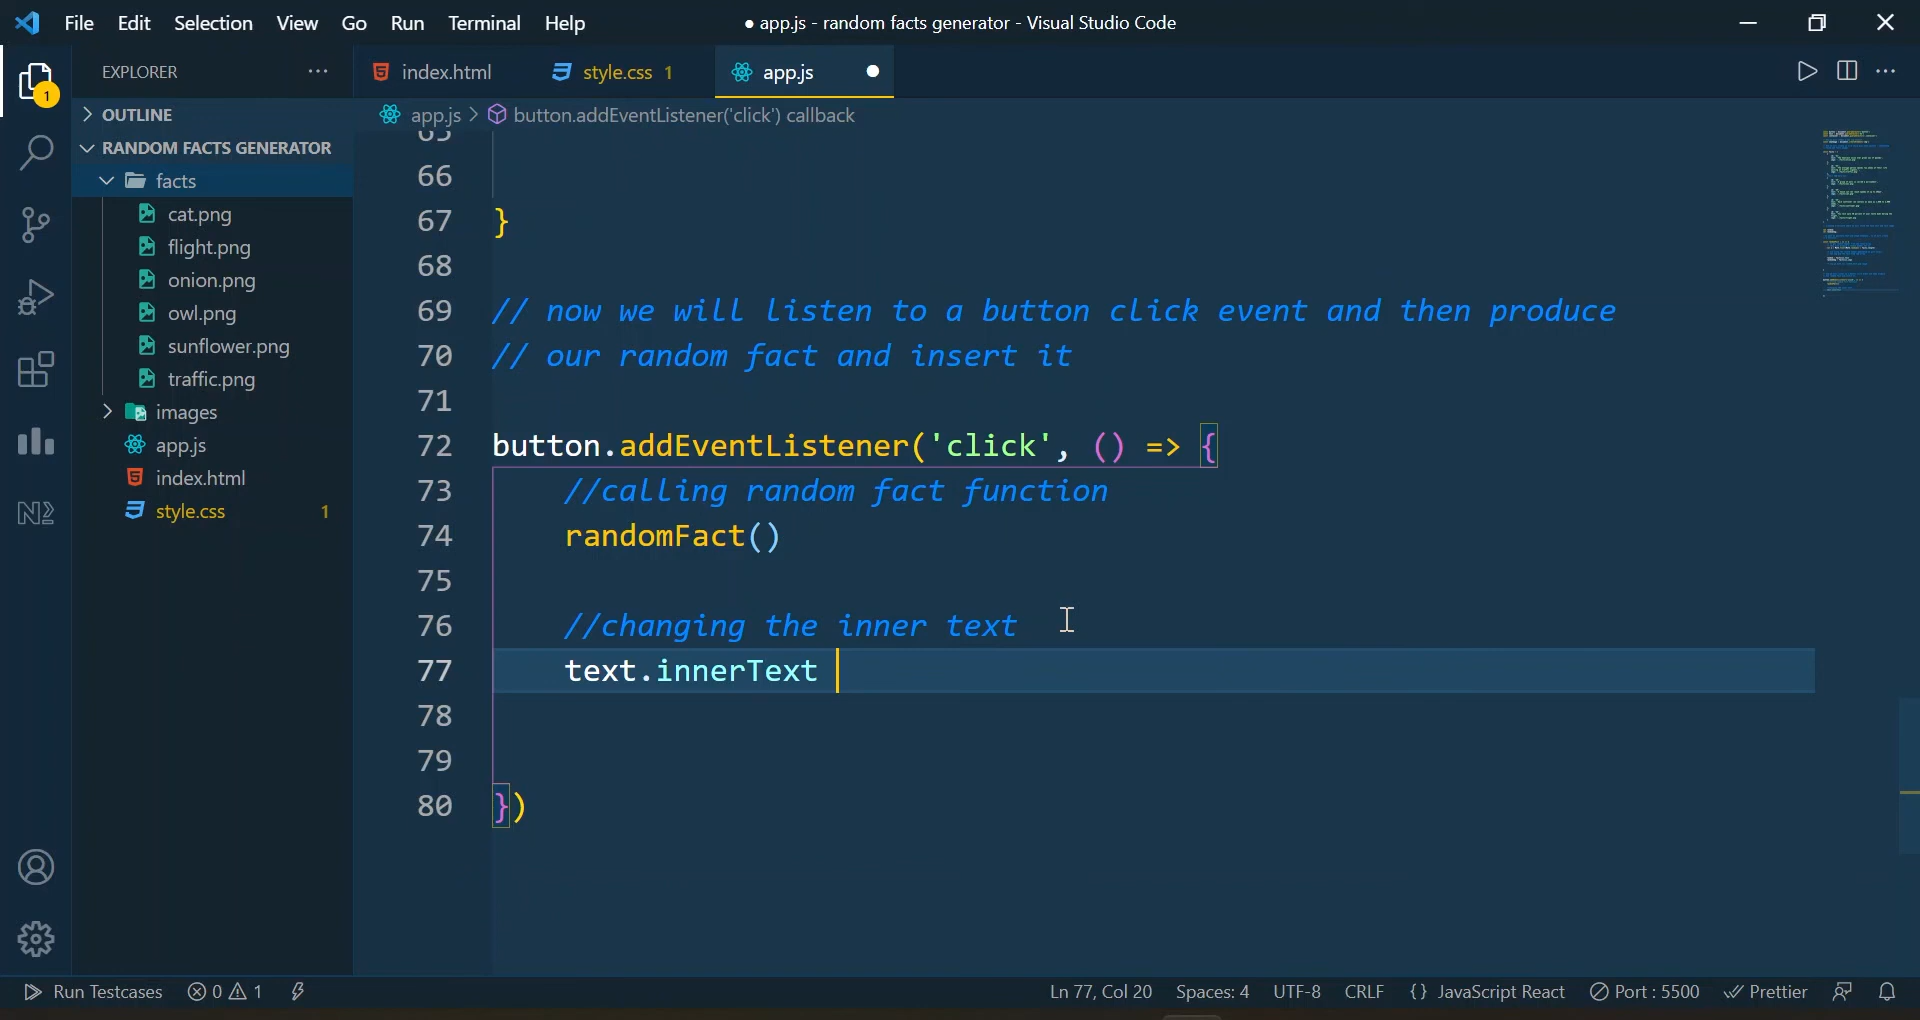 File Edit Selection View Go Run Terminal Help
● app.js - random facts generator - Visual Studio Code
EXPLORER
index.html
style.css 1
app.js
1
OUTLINE
app.js > button.addEventListener('click') callback
RANDOM FACTS GENERATOR
facts
cat.png
flight.png
onion.png
owl.png
sunflower.png
traffic.png
images
app.js
index.html
style.css 1
65
66
67 }
68
69 // now we will listen to a button click event and then produce
70 // our random fact and insert it
71
72 button.addEventListener('click', () => {
73 //calling random fact function
74 randomFact()
75
76 //changing the inner text
77 text.innerText
78
79
80 })
Run Testcases 0 1
Ln 77, Col 20 Spaces: 4 UTF-8 CRLF {} JavaScript React Port : 5500 Prettier